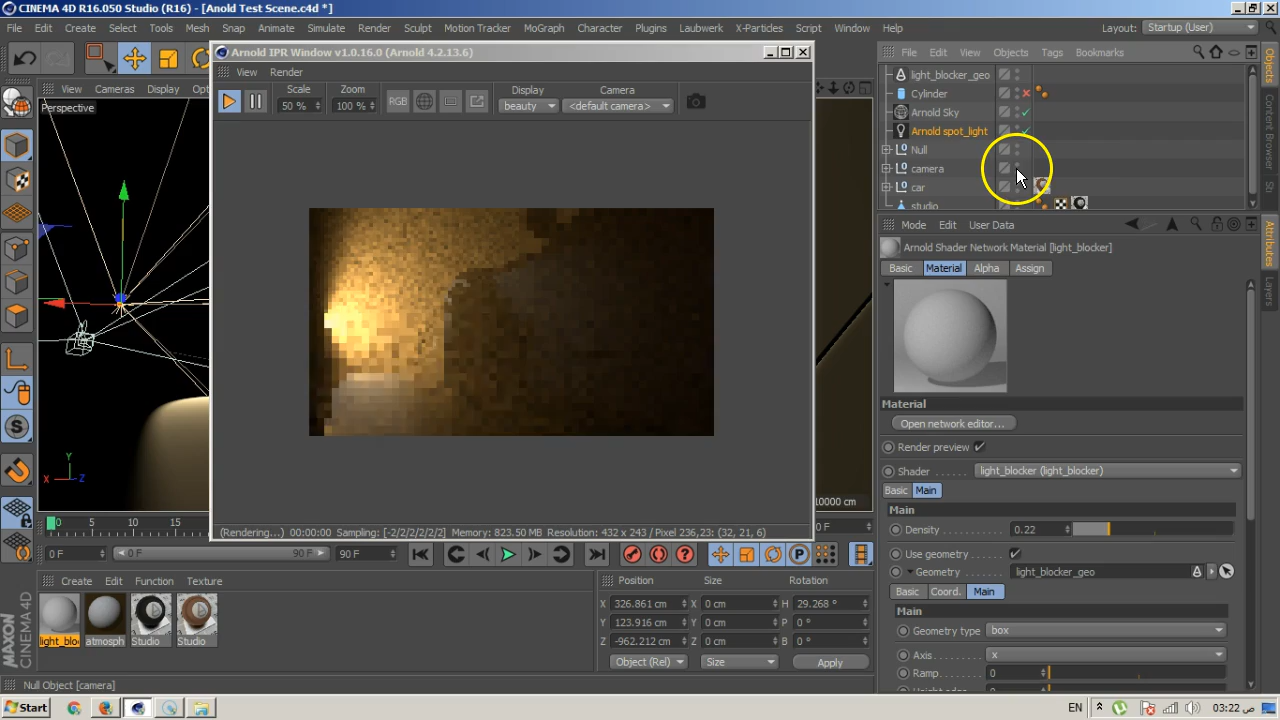 CINEMA 4D R16.050 Studio (R16) - [Anold Test Scene.c4d *]
File Edit Create Select Tools Mesh Snap Animate Simulate Render Sculpt Motion Tracker MoGraph Character Plugins Laubwerk X-Particles Script Window Layout: Startup (User)
Arnold IPR Window v1.0.16.0 (Arnold 4.2.13.6)
View Render
Scale Zoom Display Camera
50 % 100 % RGB beauty <default camera>
View Cameras Display
Perspective
(Rendering...) 00:00:00 Sampling: [-2/2/2/2/2/2] Memory: 823.50 MB Resolution: 432 x 243 / Pixel 236,23: (32, 21, 6)
10000 cm
File Edit View Objects Tags Bookmarks
light_blocker_geo
Cylinder
Arnold Sky
Arnold spot_light
Null
camera
car
studio
Objects
Content Browser
Attributes
Layers
Mode Edit User Data
Arnold Shader Network Material [light_blocker]
Basic Material Alpha Assign
Material
Open network editor...
Render preview
Shader light_blocker (light_blocker)
Basic Main
Main
Density 0.22
Use geometry
Geometry light_blocker_geo
Basic Coord. Main
Main
Geometry type box
Axis x
Ramp 0
0 5 10 15
0 F 0 F 90 F 90 F
Create Edit Function Texture
light_blo atmosph Studio Studio
Position Size Rotation
X 326.861 cm X 0 cm H 29.268 °
Y 123.916 cm Y 0 cm P 0 °
Z -962.212 cm Z 0 cm B 0 °
Object (Rel) Size Apply
MAXON CINEMA 4D
Null Object [camera]
Start EN 03:22 ص